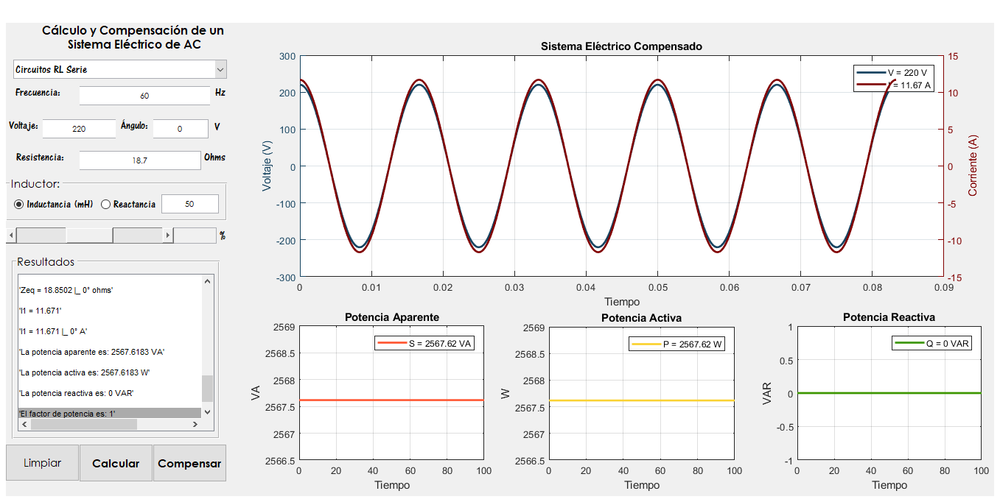 Cálculo y Compensación de un
Sistema Eléctrico de AC
Circuitos RL Serie
Frecuencia: 60 Hz
Voltaje: 220 Ángulo: 0 V
Resistencia: 18.7 Ohms
Inductor:
Inductancia (mH) Reactancia 50
%
Resultados
'Zeq = 18.8502 |_ 0° ohms'
'I1 = 11.671'
'I1 = 11.671 |_ 0° A'
'La potencia aparente es: 2567.6183 VA'
'La potencia activa es: 2567.6183 W'
'La potencia reactiva es: 0 VAR'
'El factor de potencia es: 1'
Limpiar Calcular Compensar
Sistema Eléctrico Compensado
300
200
100
0
-100
-200
-300
Voltaje (V)
15
10
5
0
-5
-10
-15
Corriente (A)
V = 220 V
= 11.67 A
0 0.01 0.02 0.03 0.04 0.05 0.06 0.07 0.08 0.09
Tiempo
Potencia Aparente
S = 2567.62 VA
2569
2568.5
2568
2567.5
2567
2566.5
VA
0 20 40 60 80 100
Tiempo
Potencia Activa
P = 2567.62 W
2569
2568.5
2568
2567.5
2567
2566.5
W
0 20 40 60 80 100
Tiempo
Potencia Reactiva
Q = 0 VAR
1
0.5
0
-0.5
-1
VAR
0 20 40 60 80 100
Tiempo